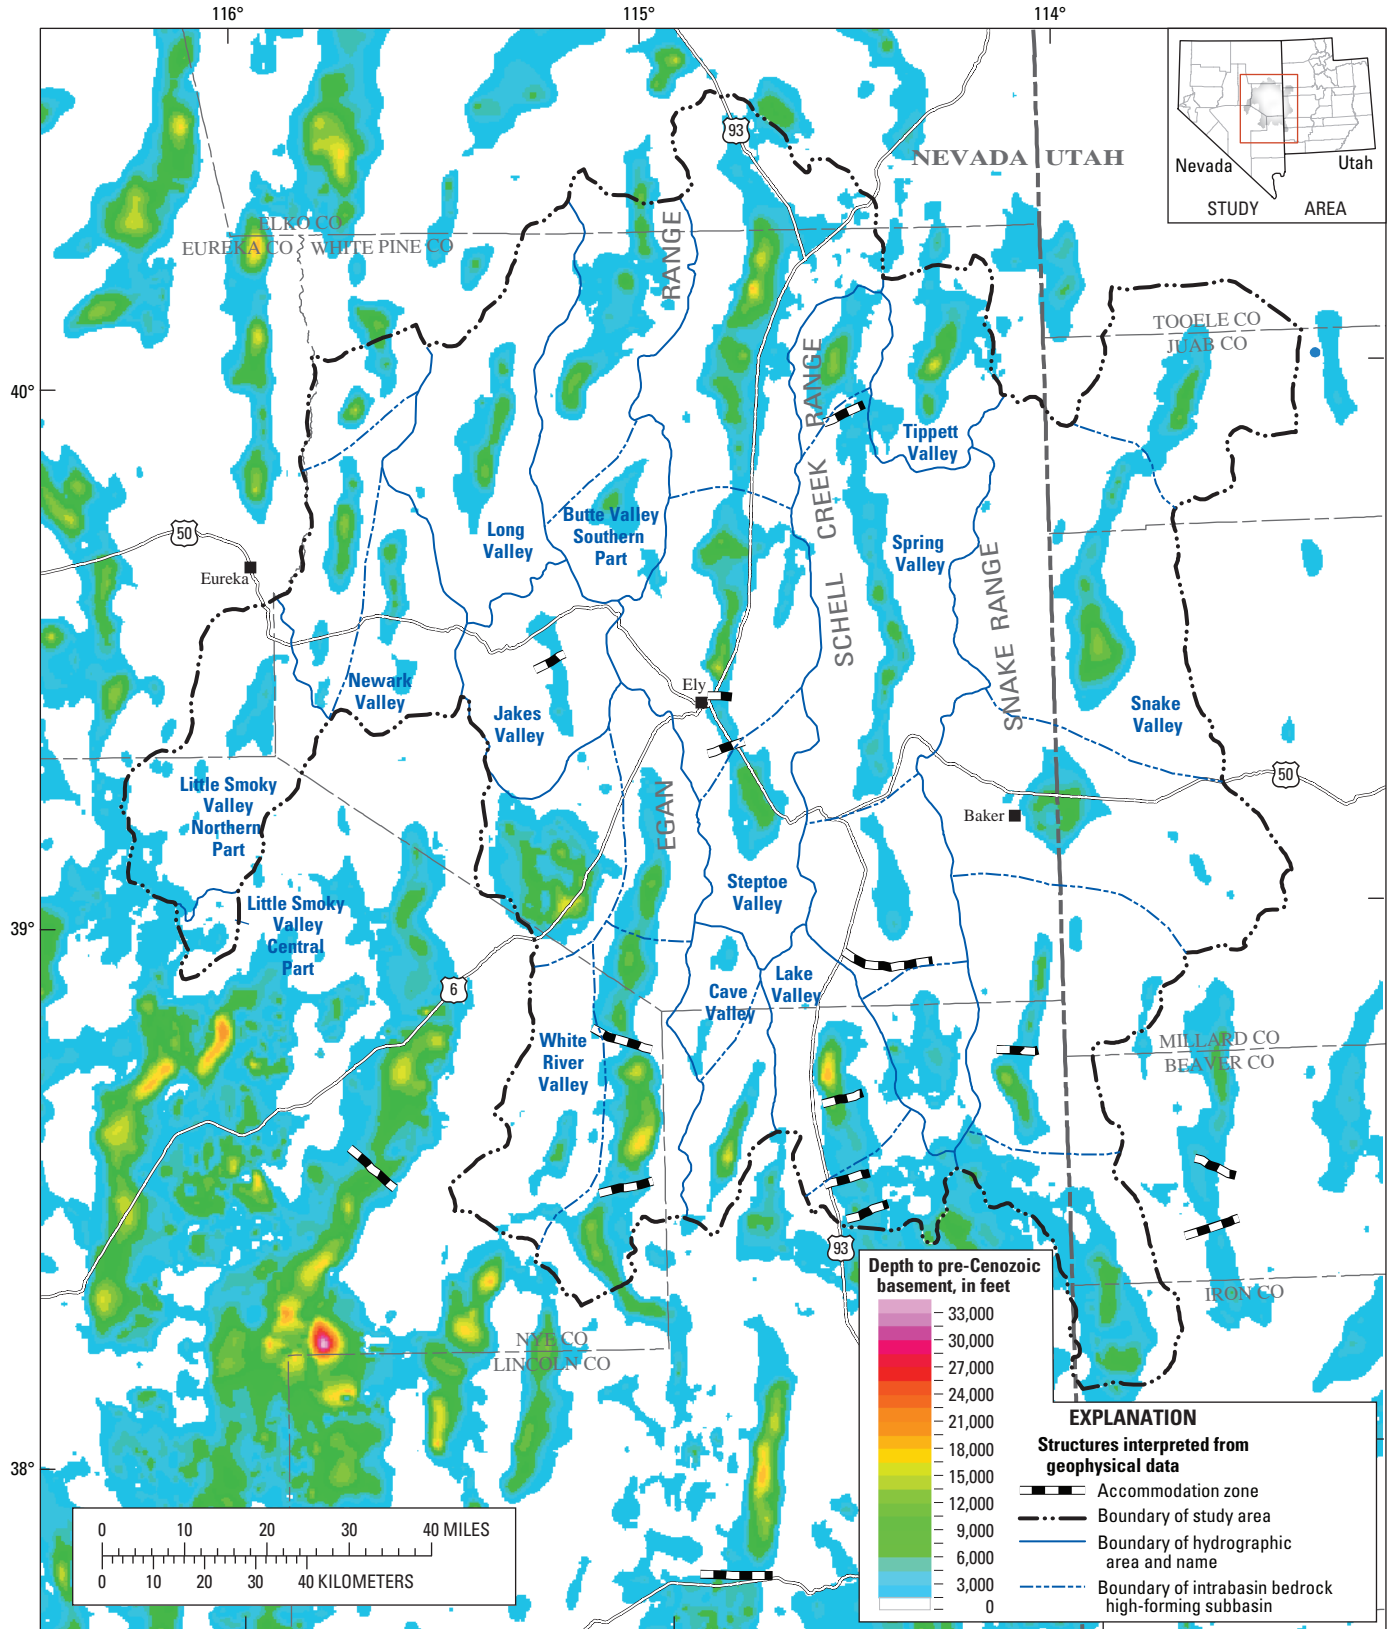 116°
115°
114°
93
NEVADA
UTAH
Nevada
Utah
STUDY AREA
ELKO CO
EUREKA CO
WHITE PINE CO
RANGE
TOOELE CO
JUAB CO
40°
SCHELL CREEK RANGE
Tippett
Valley
50
Eureka
Long
Valley
Butte Valley
Southern
Part
Spring
Valley
SNAKE RANGE
Newark
Valley
Ely
Jakes
Valley
Snake
Valley
50
Little Smoky
Valley
Northern
Part
EGAN
Baker
Steptoe
Valley
39°
Little Smoky
Valley
Central
Part
6
Cave
Valley
Lake
Valley
White
River
Valley
MILLARD CO
BEAVER CO
93
IRON CO
NYE CO
LINCOLN CO
38°
Depth to pre-Cenozoic
basement, in feet
33,000
30,000
27,000
24,000
21,000
18,000
15,000
12,000
9,000
6,000
3,000
0
EXPLANATION
Structures interpreted from
geophysical data
Accommodation zone
Boundary of study area
Boundary of hydrographic
area and name
Boundary of intrabasin bedrock
high-forming subbasin
0 10 20 30 40 MILES
0 10 20 30 40 KILOMETERS